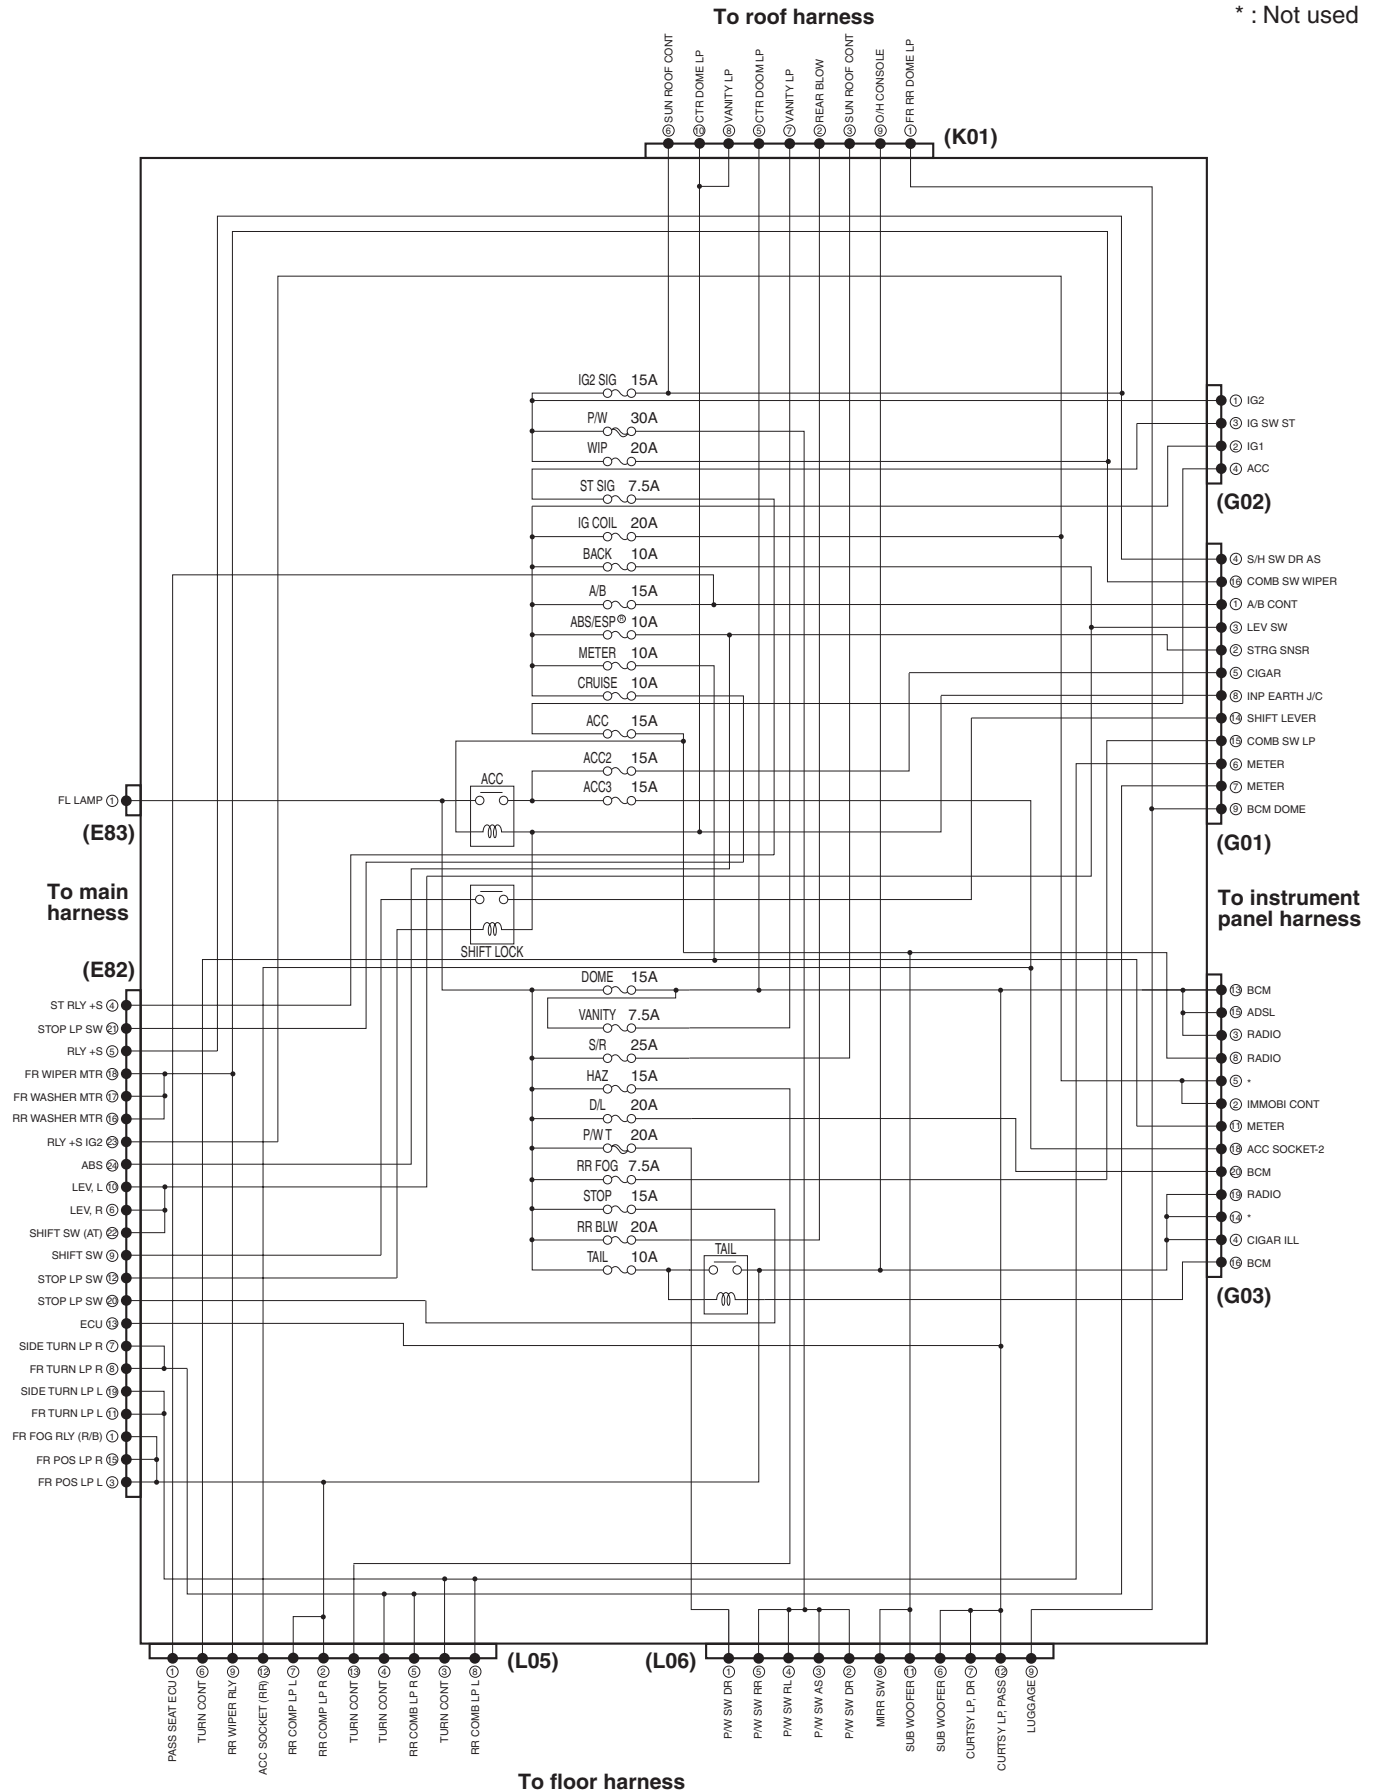 To roof harness
* : Not used
⑥ SUN ROOF CONT
⑩ CTR DOME LP
⑧ VANITY LP
⑤ CTR DOOM LP
⑦ VANITY LP
② REAR BLOW
③ SUN ROOF CONT
⑨ O/H CONSOLE
① FR RR DOME LP
(K01)
IG2 SIG 15A
P/W 30A
WIP 20A
ST SIG 7.5A
IG COIL 20A
BACK 10A
A/B 15A
ABS/ESP® 10A
METER 10A
CRUISE 10A
ACC 15A
ACC2 15A
ACC3 15A
ACC
SHIFT LOCK
DOME 15A
VANITY 7.5A
S/R 25A
HAZ 15A
D/L 20A
P/W T 20A
RR FOG 7.5A
STOP 15A
RR BLW 20A
TAIL 10A
TAIL
① IG2
③ IG SW ST
② IG1
④ ACC
(G02)
④ S/H SW DR AS
⑯ COMB SW WIPER
① A/B CONT
③ LEV SW
② STRG SNSR
⑤ CIGAR
⑧ INP EARTH J/C
⑭ SHIFT LEVER
⑮ COMB SW LP
⑥ METER
⑦ METER
⑨ BCM DOME
(G01)
To instrument
panel harness
⑬ BCM
⑮ ADSL
③ RADIO
⑧ RADIO
⑤ *
② IMMOBI CONT
⑪ METER
⑱ ACC SOCKET-2
⑳ BCM
⑲ RADIO
⑭ *
④ CIGAR ILL
⑯ BCM
(G03)
FL LAMP ①
(E83)
To main
harness
(E82)
ST RLY +S ④
STOP LP SW ㉑
RLY +S ⑤
FR WIPER MTR ⑱
FR WASHER MTR ⑰
RR WASHER MTR ⑯
RLY +S IG2 ㉓
ABS ㉔
LEV, L ⑩
LEV, R ⑥
SHIFT SW (AT) ㉒
SHIFT SW ⑨
STOP LP SW ⑫
STOP LP SW ⑳
ECU ⑬
SIDE TURN LP R ⑦
FR TURN LP R ⑧
SIDE TURN LP L ⑲
FR TURN LP L ⑪
FR FOG RLY (R/B) ①
FR POS LP R ⑮
FR POS LP L ③
PASS SEAT ECU ①
TURN CONT ⑥
RR WIPER RLY ⑨
ACC SOCKET (RR) ⑫
RR COMP LP L ⑦
RR COMP LP R ②
TURN CONT ⑬
TURN CONT ④
RR COMB LP R ⑤
TURN CONT ③
RR COMB LP L ⑧
(L05)
(L06)
P/W SW DR ①
P/W SW RR ⑤
P/W SW RL ④
P/W SW AS ③
P/W SW DR ②
MIRR SW ⑧
SUB WOOFER ⑪
SUB WOOFER ⑥
CURTSY LP, DR ⑦
CURTSY LP, PASS ⑫
LUGGAGE ⑨
To floor harness